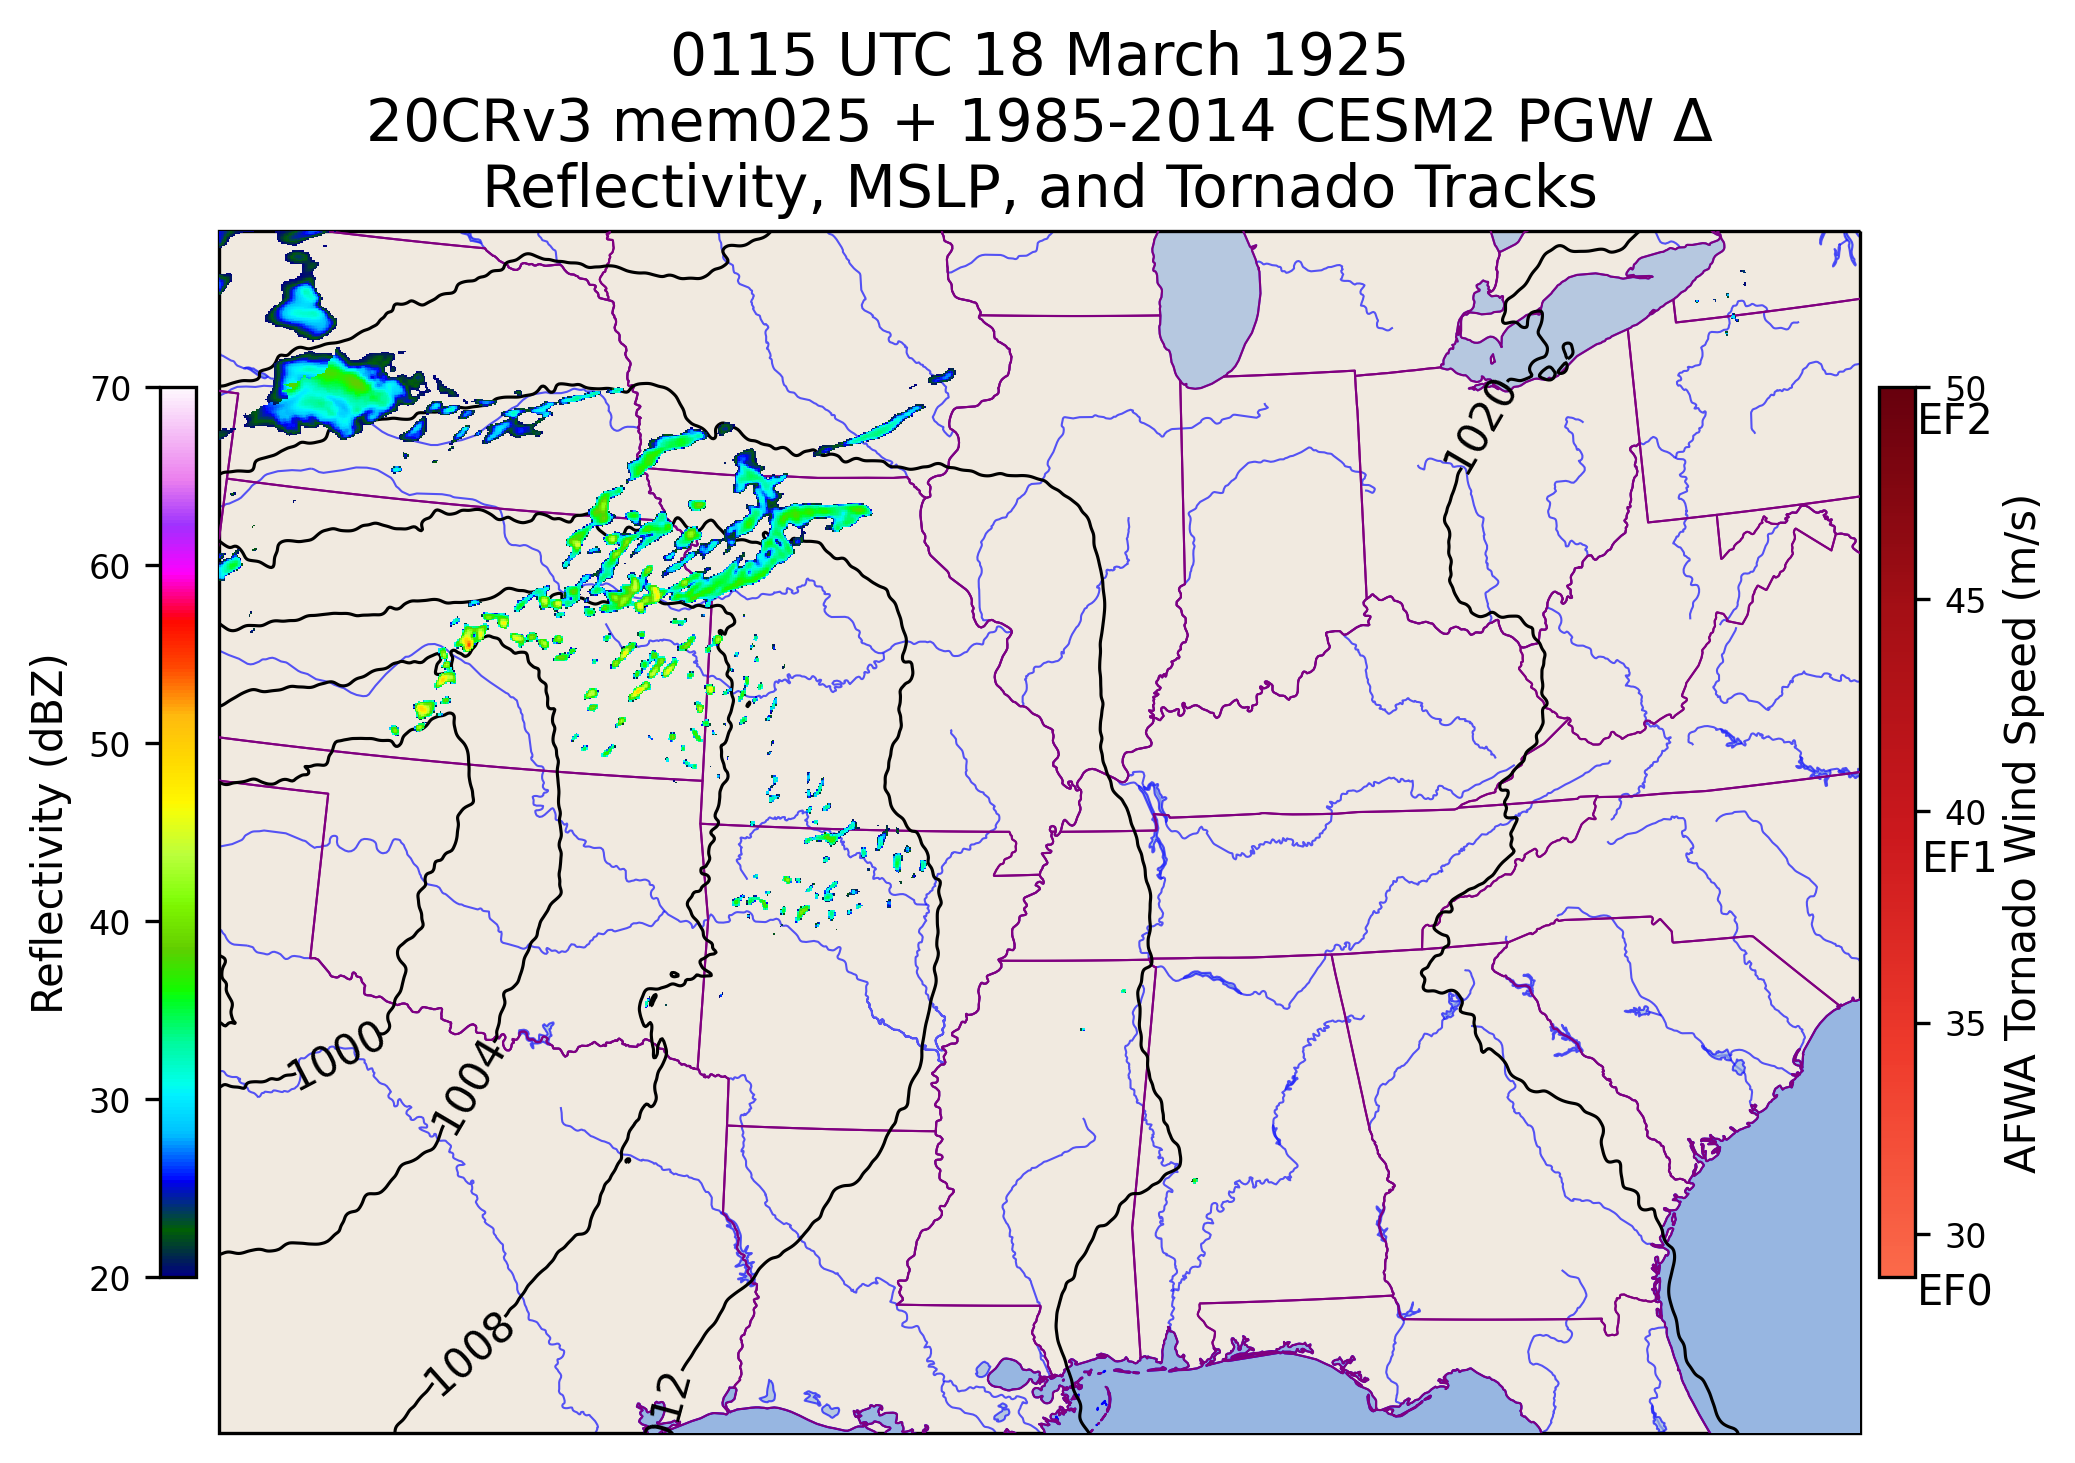 0115 UTC 18 March 1925
20CRv3 mem025 + 1985-2014 CESM2 PGW Δ
Reflectivity, MSLP, and Tornado Tracks
70
60
50
40
30
20
Reflectivity (dBZ)
1020
1000
1004
1008
012
50
EF2
45
40
EF1
35
30
EF0
AFWA Tornado Wind Speed (m/s)